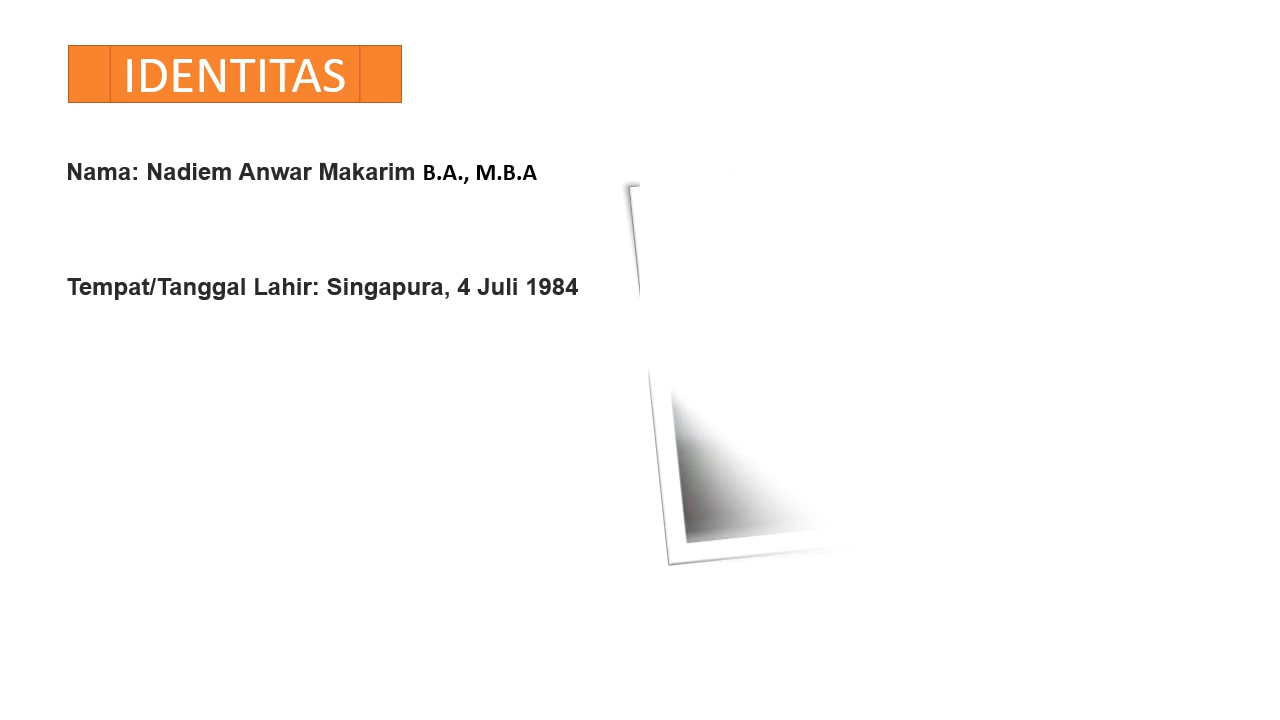 IDENTITAS
Nama: Nadiem Anwar Makarim B.A., M.B.A
Tempat/Tanggal Lahir: Singapura, 4 Juli 1984